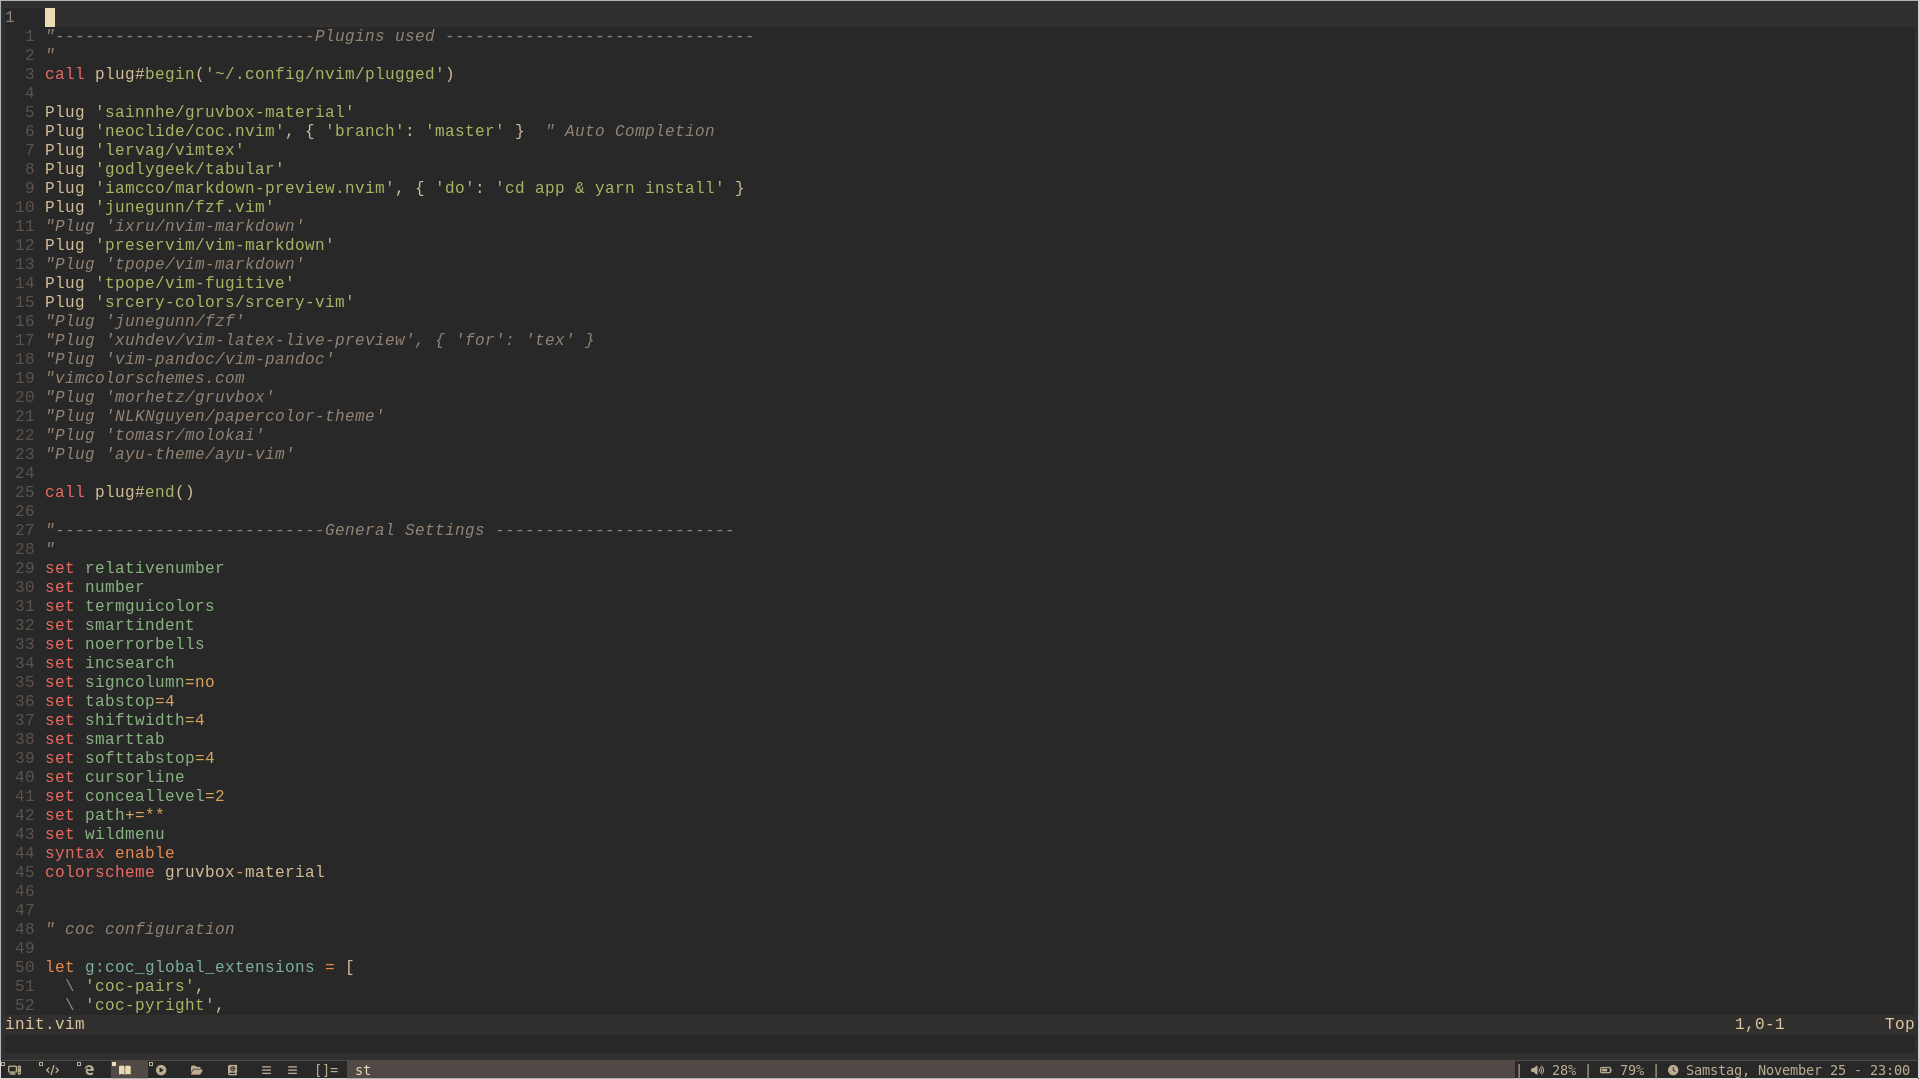 1
1 "--------------------------Plugins used -------------------------------
2 "
3 call plug#begin('~/.config/nvim/plugged')
4
5 Plug 'sainnhe/gruvbox-material'
6 Plug 'neoclide/coc.nvim', { 'branch': 'master' }  " Auto Completion
7 Plug 'lervag/vimtex'
8 Plug 'godlygeek/tabular'
9 Plug 'iamcco/markdown-preview.nvim', { 'do': 'cd app & yarn install' }
10 Plug 'junegunn/fzf.vim'
11 "Plug 'ixru/nvim-markdown'
12 Plug 'preservim/vim-markdown'
13 "Plug 'tpope/vim-markdown'
14 Plug 'tpope/vim-fugitive'
15 Plug 'srcery-colors/srcery-vim'
16 "Plug 'junegunn/fzf'
17 "Plug 'xuhdev/vim-latex-live-preview', { 'for': 'tex' }
18 "Plug 'vim-pandoc/vim-pandoc'
19 "vimcolorschemes.com
20 "Plug 'morhetz/gruvbox'
21 "Plug 'NLKNguyen/papercolor-theme'
22 "Plug 'tomasr/molokai'
23 "Plug 'ayu-theme/ayu-vim'
24
25 call plug#end()
26
27 "---------------------------General Settings ------------------------
28 "
29 set relativenumber
30 set number
31 set termguicolors
32 set smartindent
33 set noerrorbells
34 set incsearch
35 set signcolumn=no
36 set tabstop=4
37 set shiftwidth=4
38 set smarttab
39 set softtabstop=4
40 set cursorline
41 set conceallevel=2
42 set path+=**
43 set wildmenu
44 syntax enable
45 colorscheme gruvbox-material
46
47
48 " coc configuration
49
50 let g:coc_global_extensions = [
51   \ 'coc-pairs',
52   \ 'coc-pyright',
init.vim 1,0-1 Top
[]= st | 28% | 79% | Samstag, November 25 - 23:00